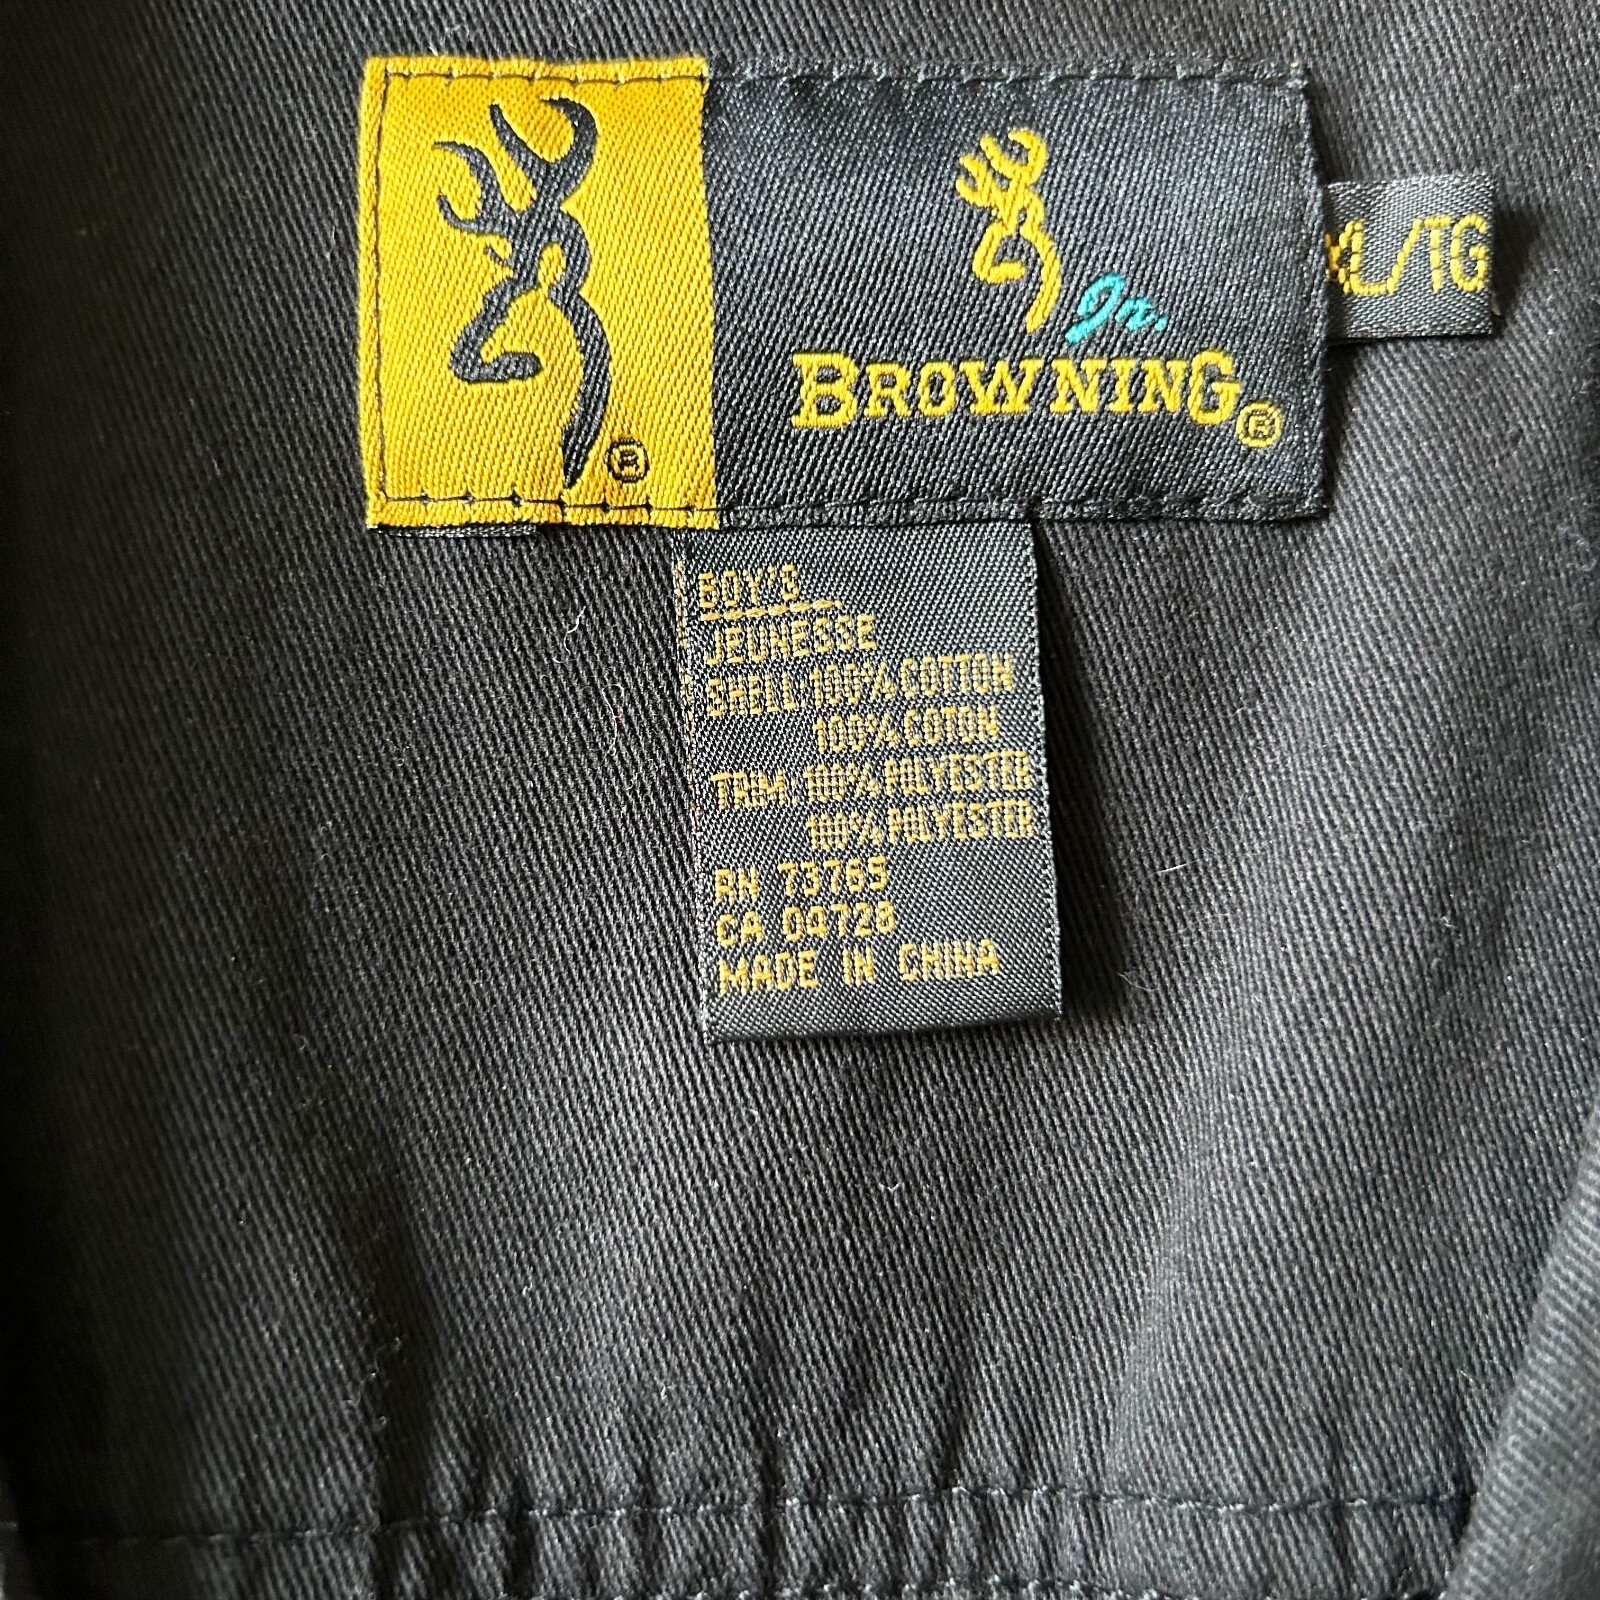 Jr.
BROWNING®
®
XL/TG
BOY'S
JEUNESSE
SHELL:100%COTTON
100%COTON
TRIM:100%POLYESTER
100%POLYESTER
RN 73765
CA 04728
MADE IN CHINA